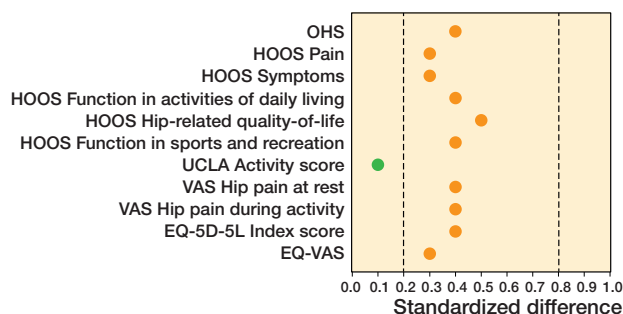 OHS
HOOS Pain
HOOS Symptoms
HOOS Function in activities of daily living
HOOS Hip-related quality-of-life
HOOS Function in sports and recreation
UCLA Activity score
VAS Hip pain at rest
VAS Hip pain during activity
EQ-5D-5L Index score
EQ-VAS
0.0 0.1 0.2 0.3 0.4 0.5 0.6 0.7 0.8 0.9 1.0
Standardized difference